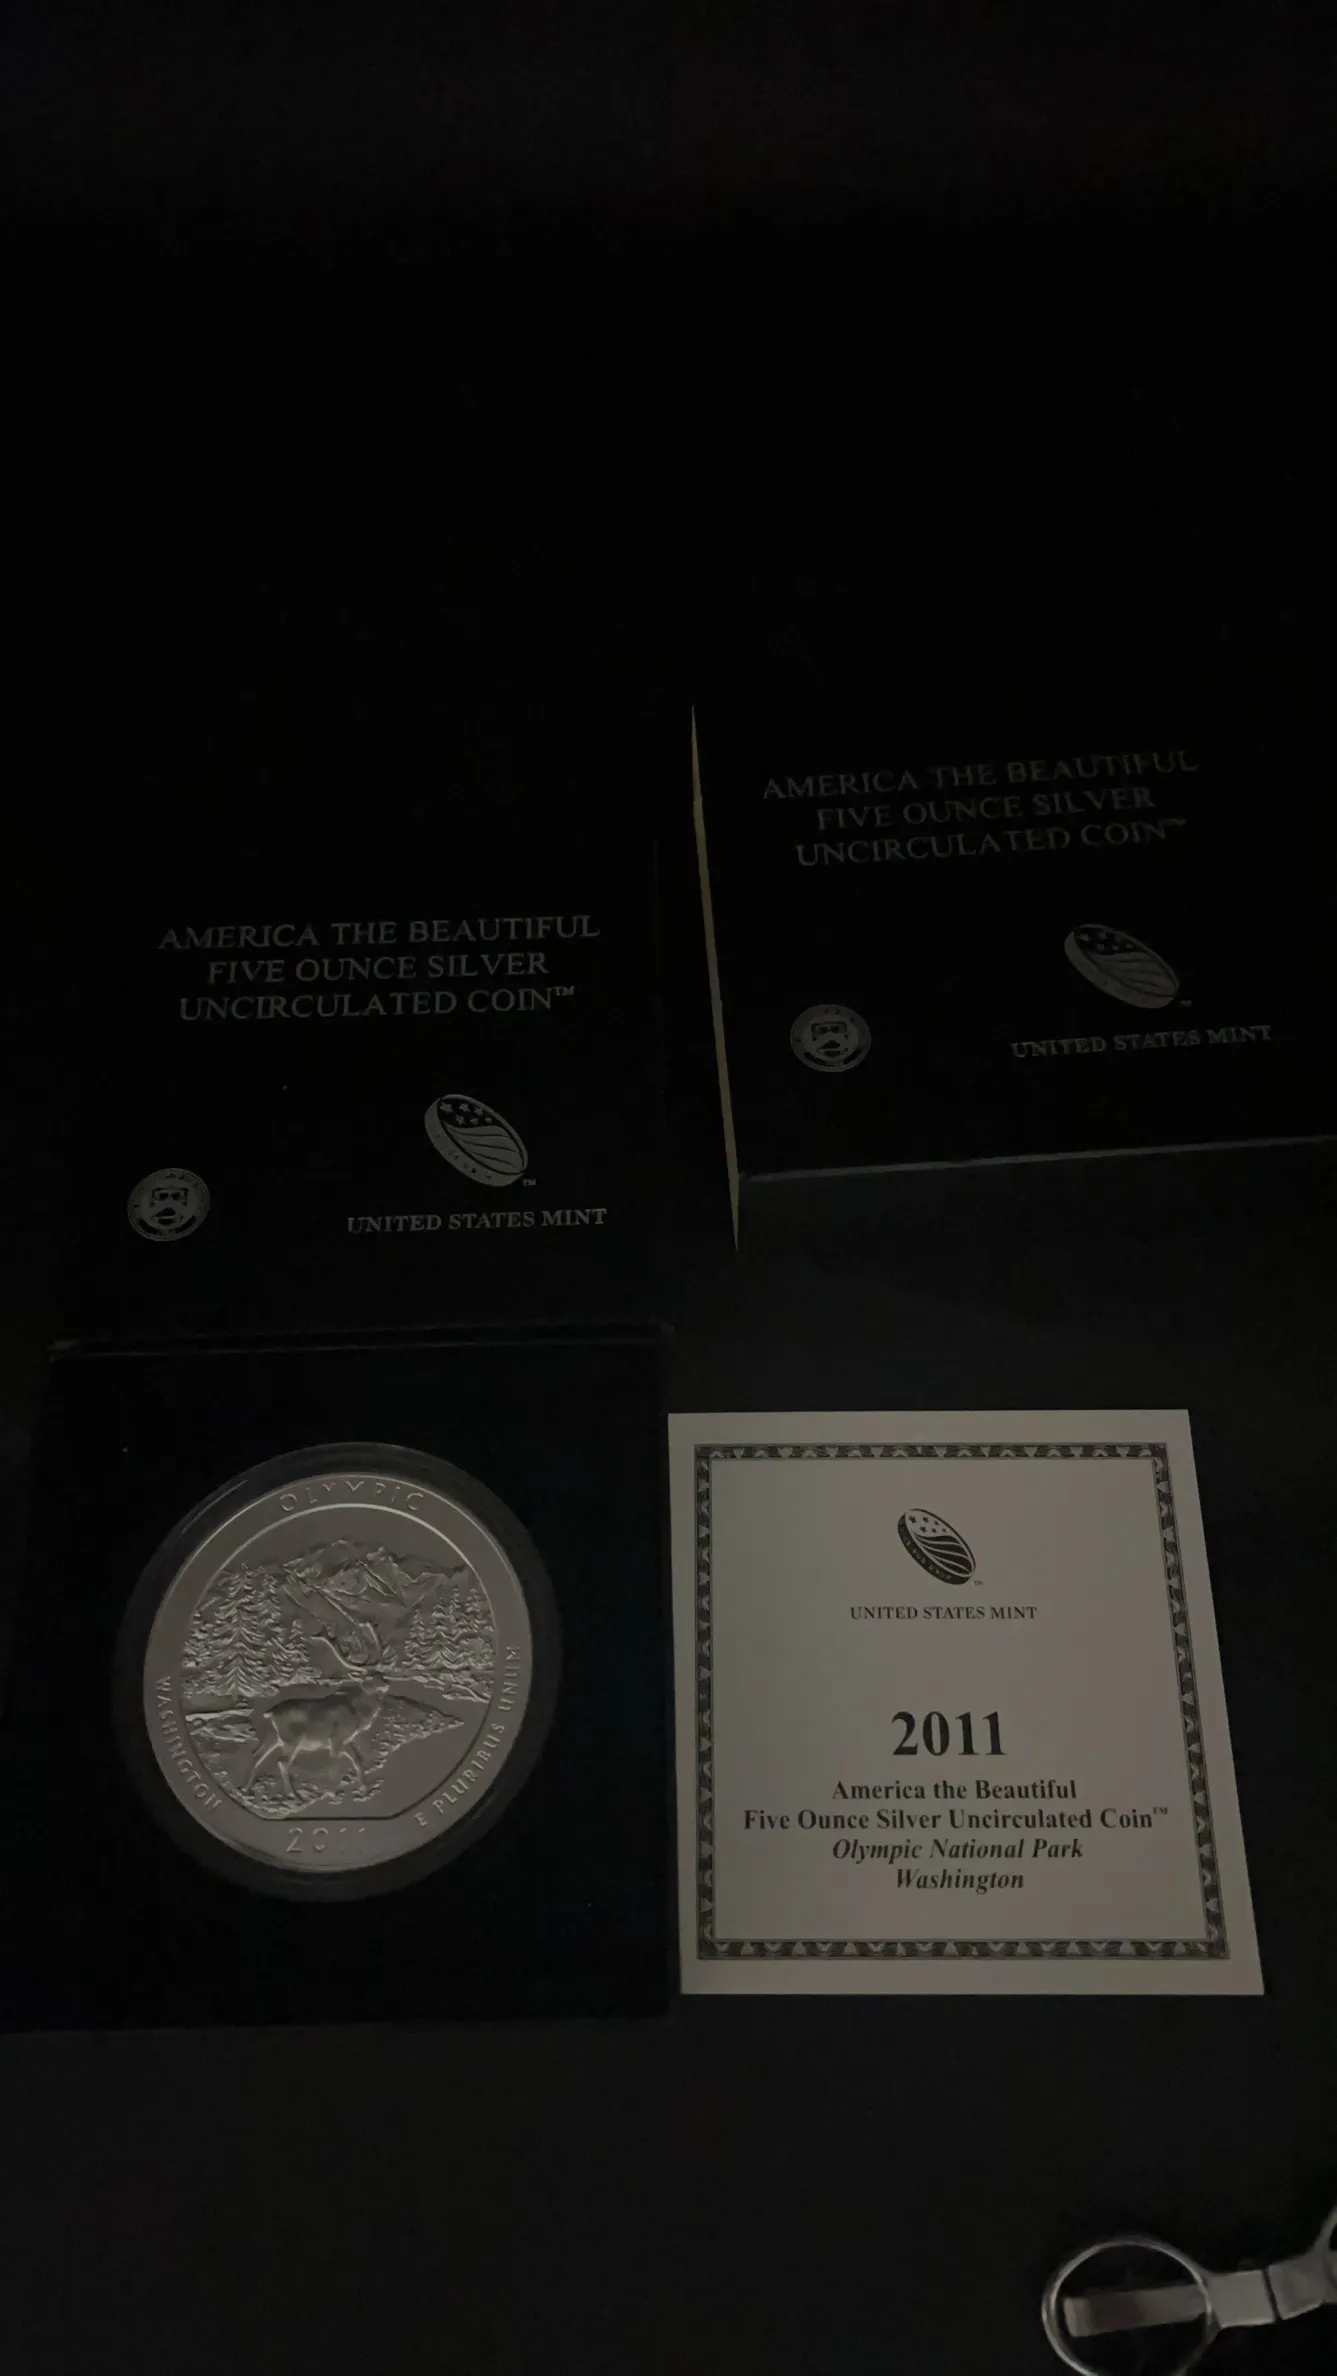 AMERICA THE BEAUTIFUL
FIVE OUNCE SILVER
UNCIRCULATED COIN™
UNITED STATES MINT
AMERICA THE BEAUTIFUL
FIVE OUNCE SILVER
UNCIRCULATED COIN™
UNITED STATES MINT
OLYMPIC
WASHINGTON
E PLURIBUS UNUM
2011
UNITED STATES MINT
2011
America the Beautiful
Five Ounce Silver Uncirculated Coin™
Olympic National Park
Washington